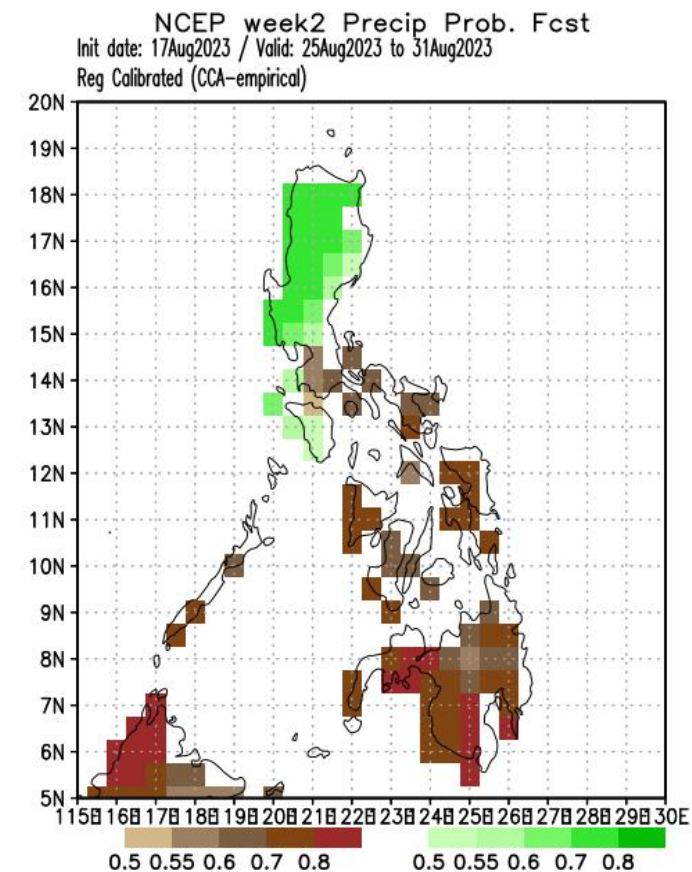 NCEP week2 Precip Prob. Fcst
Init date: 17Aug2023 / Valid: 25Aug2023 to 31Aug2023
Reg Calibrated (CCA-empirical)
20N
19N
18N
17N
16N
15N
14N
13N
12N
11N
10N
9N
8N
7N
6N
5N
115E 116E 117E 118E 119E 120E 121E 122E 123E 124E 125E 126E 127E 128E 129E 130E
0.5 0.55 0.6 0.7 0.8 0.5 0.55 0.6 0.7 0.8